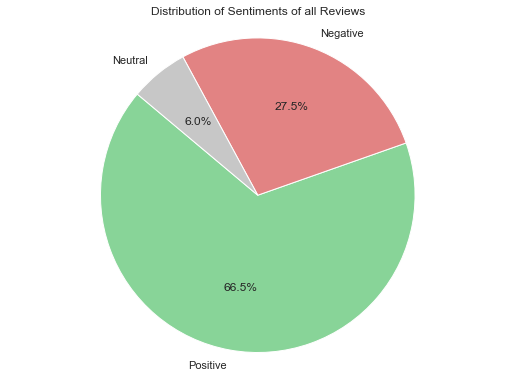 Distribution of Sentiments of all Reviews
Negative
Neutral
27.5%
6.0%
66.5%
Positive